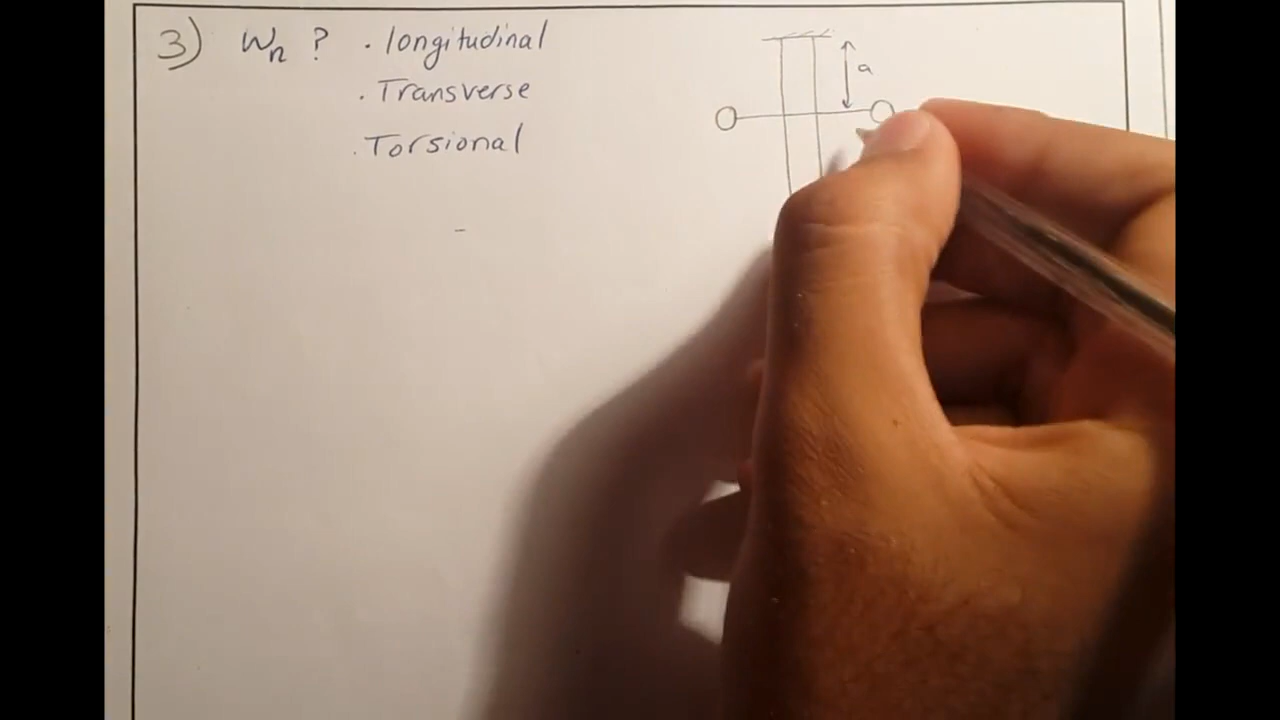 3) Wn ? . longitudinal
. Transverse
. Torsional
a